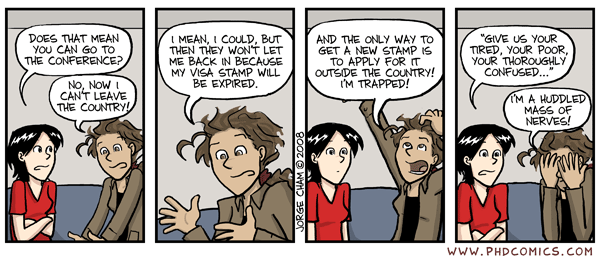 DOES THAT MEAN
YOU CAN GO TO
THE CONFERENCE?
NO, NOW I
CAN'T LEAVE
THE COUNTRY!
I MEAN, I COULD, BUT
THEN THEY WON'T LET
ME BACK IN BECAUSE
MY VISA STAMP WILL
BE EXPIRED.
JORGE CHAM © 2008
AND THE ONLY WAY TO
GET A NEW STAMP IS
TO APPLY FOR IT
OUTSIDE THE COUNTRY!
I'M TRAPPED!
"GIVE US YOUR
TIRED, YOUR POOR,
YOUR THOROUGHLY
CONFUSED..."
I'M A HUDDLED
MASS OF
NERVES!
WWW.PHDCOMICS.COM